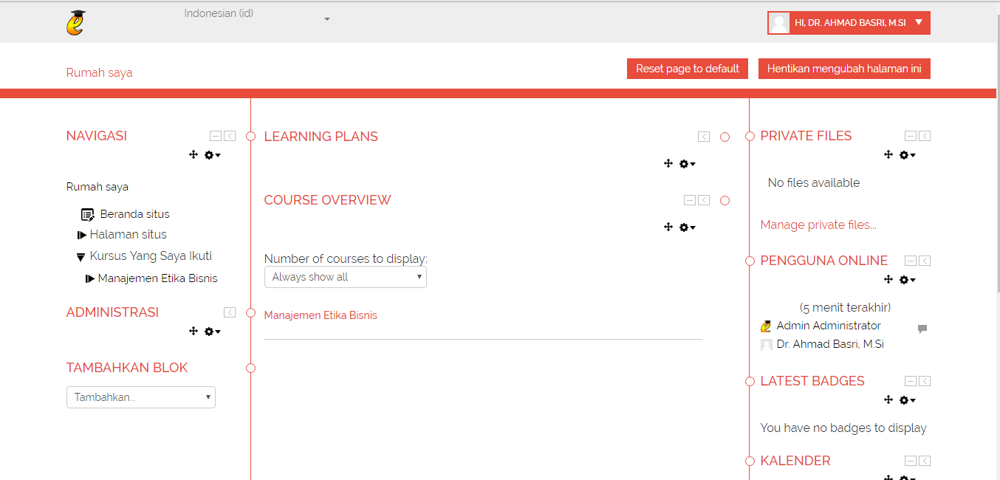 Indonesian (id)
HI, DR. AHMAD BASRI, M.SI
Rumah saya
Reset page to default
Hentikan mengubah halaman ini
NAVIGASI
Rumah saya
Beranda situs
Halaman situs
Kursus Yang Saya Ikuti
Manajemen Etika Bisnis
ADMINISTRASI
TAMBAHKAN BLOK
Tambahkan...
LEARNING PLANS
COURSE OVERVIEW
Number of courses to display:
Always show all
Manajemen Etika Bisnis
PRIVATE FILES
No files available
Manage private files...
PENGGUNA ONLINE
(5 menit terakhir)
Admin Administrator
Dr. Ahmad Basri, M.Si
LATEST BADGES
You have no badges to display
KALENDER